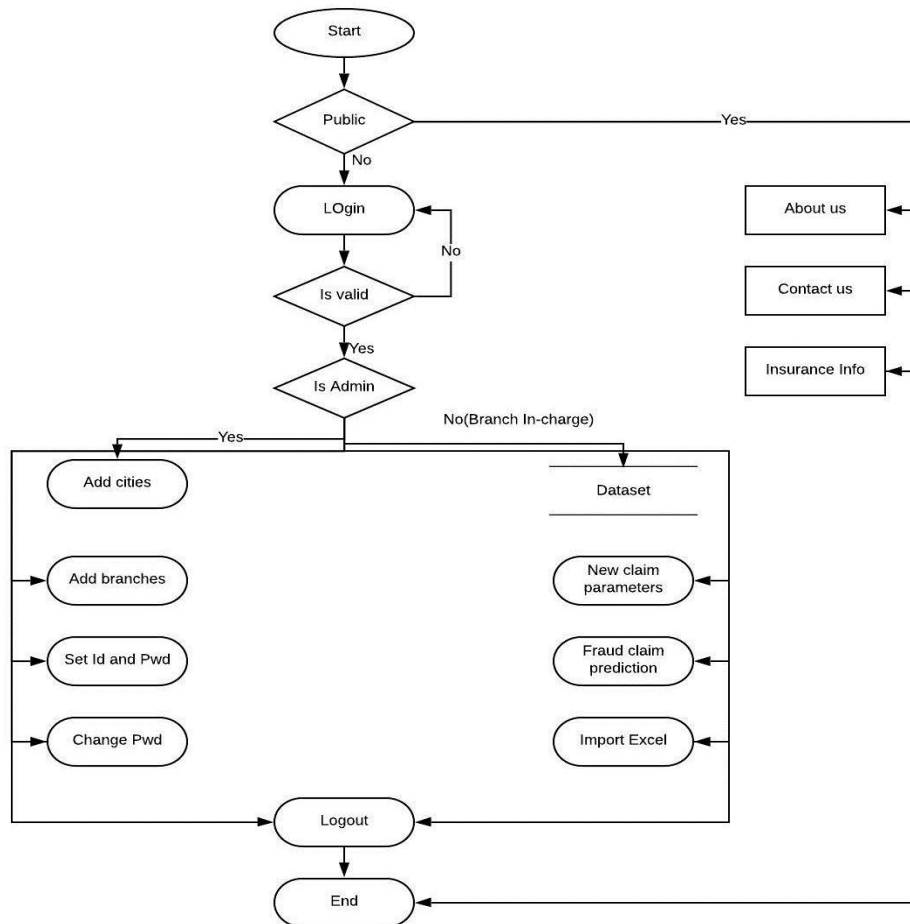 Start
Public
Yes
No
LOgin
About us
No
Is valid
Contact us
Yes
Is Admin
Insurance Info
No(Branch In-charge)
Yes
Add cities
Dataset
Add branches
New claim
parameters
Set Id and Pwd
Fraud claim
prediction
Change Pwd
Import Excel
Logout
End